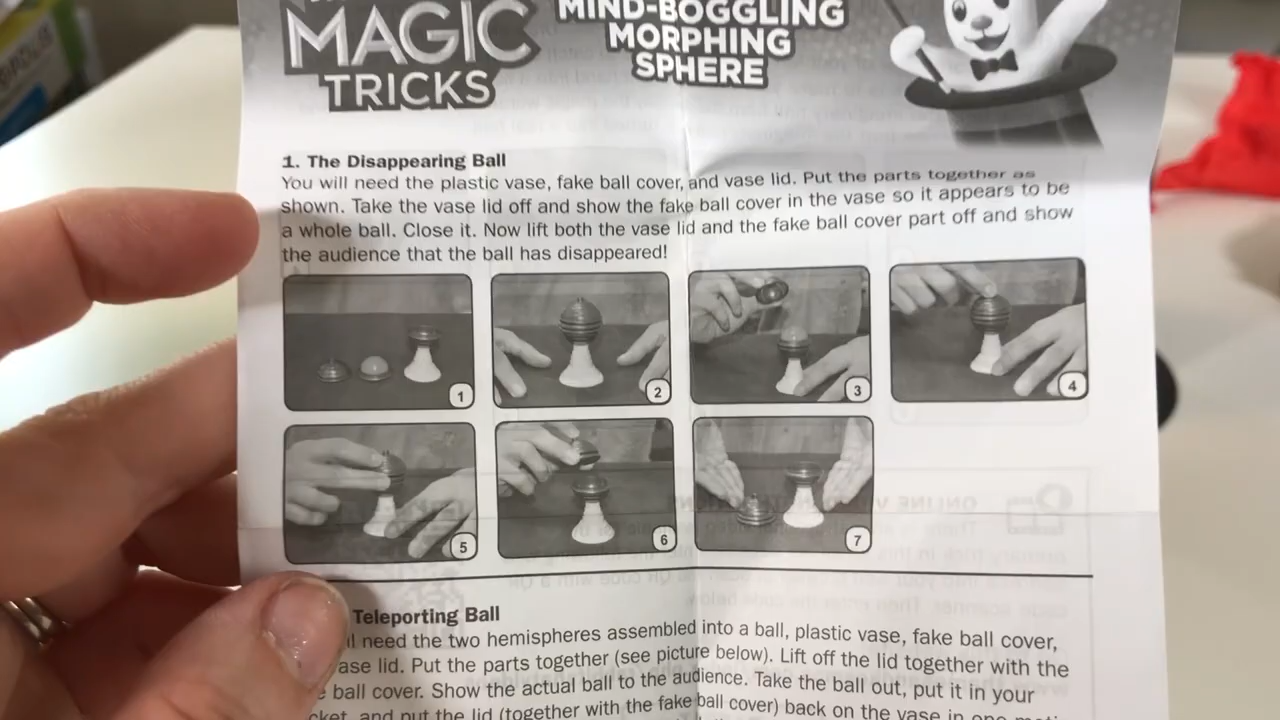 MAGIC
TRICKS
MIND-BOGGLING
MORPHING
SPHERE
1. The Disappearing Ball
You will need the plastic vase, fake ball cover, and vase lid. Put the parts together as
shown. Take the vase lid off and show the fake ball cover in the vase so it appears to be
a whole ball. Close it. Now lift both the vase lid and the fake ball cover part off and show
the audience that the ball has disappeared!
1
2
3
4
5
6
7
Teleporting Ball
need the two hemispheres assembled into a ball, plastic vase, fake ball cover,
lid. Put the parts together (see picture below). Lift off the lid together with the
ball cover. Show the actual ball to the audience. Take the ball out, put it in your
and put the lid (together with the fake ball cover) back on the vase in one